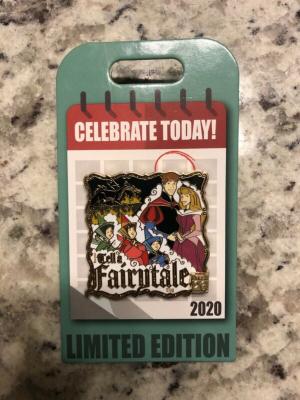 CELEBRATE TODAY!
Tell a
Fairytale
2020
LIMITED EDITION